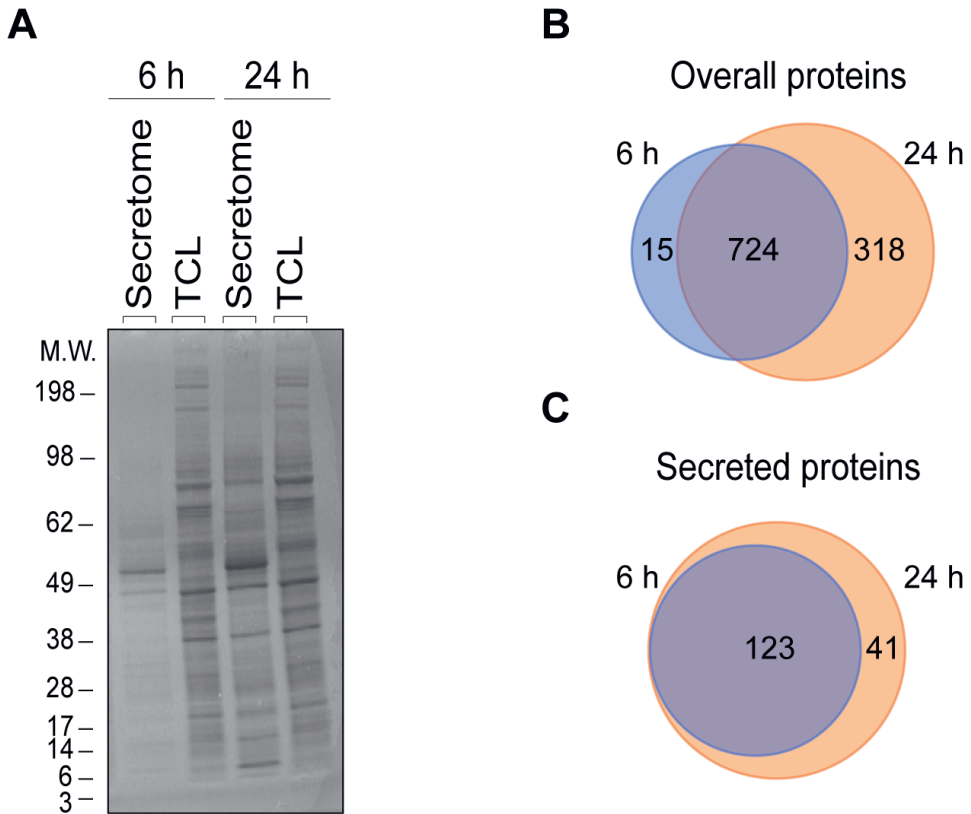 A
6 h 24 h
Secretome TCL Secretome TCL
M.W.
198
98
62
49
38
28
17
14
6
3
B
Overall proteins
6 h 24 h
15 724 318
C
Secreted proteins
6 h 24 h
123 41